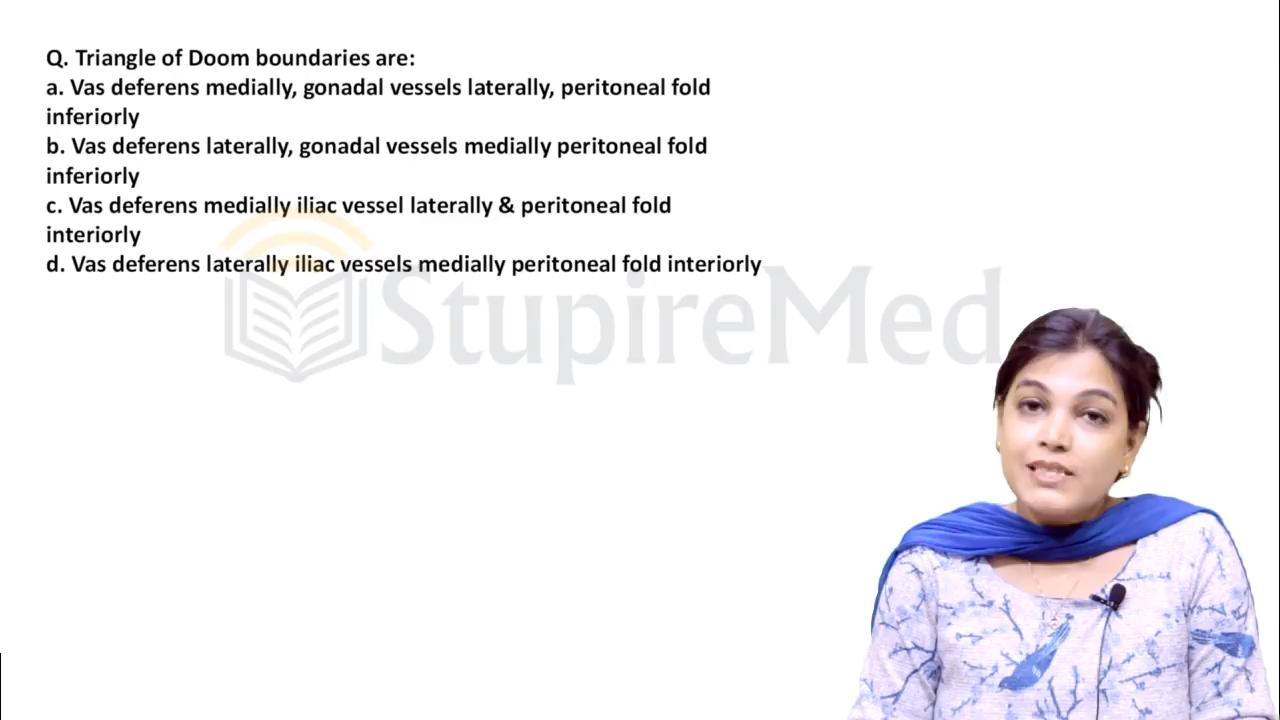 Q. Triangle of Doom boundaries are:
a. Vas deferens medially, gonadal vessels laterally, peritoneal fold
inferiorly
b. Vas deferens laterally, gonadal vessels medially peritoneal fold
inferiorly
c. Vas deferens medially iliac vessel laterally & peritoneal fold
interiorly
d. Vas deferens laterally iliac vessels medially peritoneal fold interiorly
StupireMed